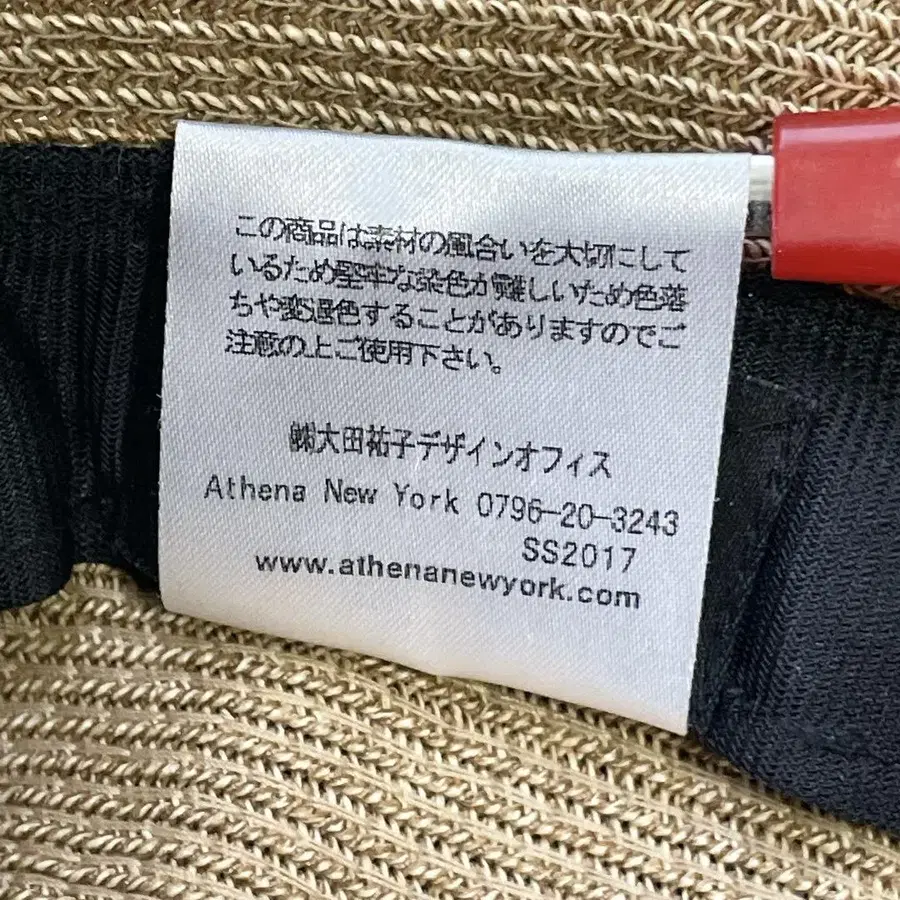 この商品は素材の風合いを大切にして
いるため堅牢な染色が難しいため色落
ちや変退色することがありますのでご
注意の上ご使用下さい。
㈱大田祐子デザインオフィス
Athena New York 0796-20-3243
SS2017
www.athenanewyork.com